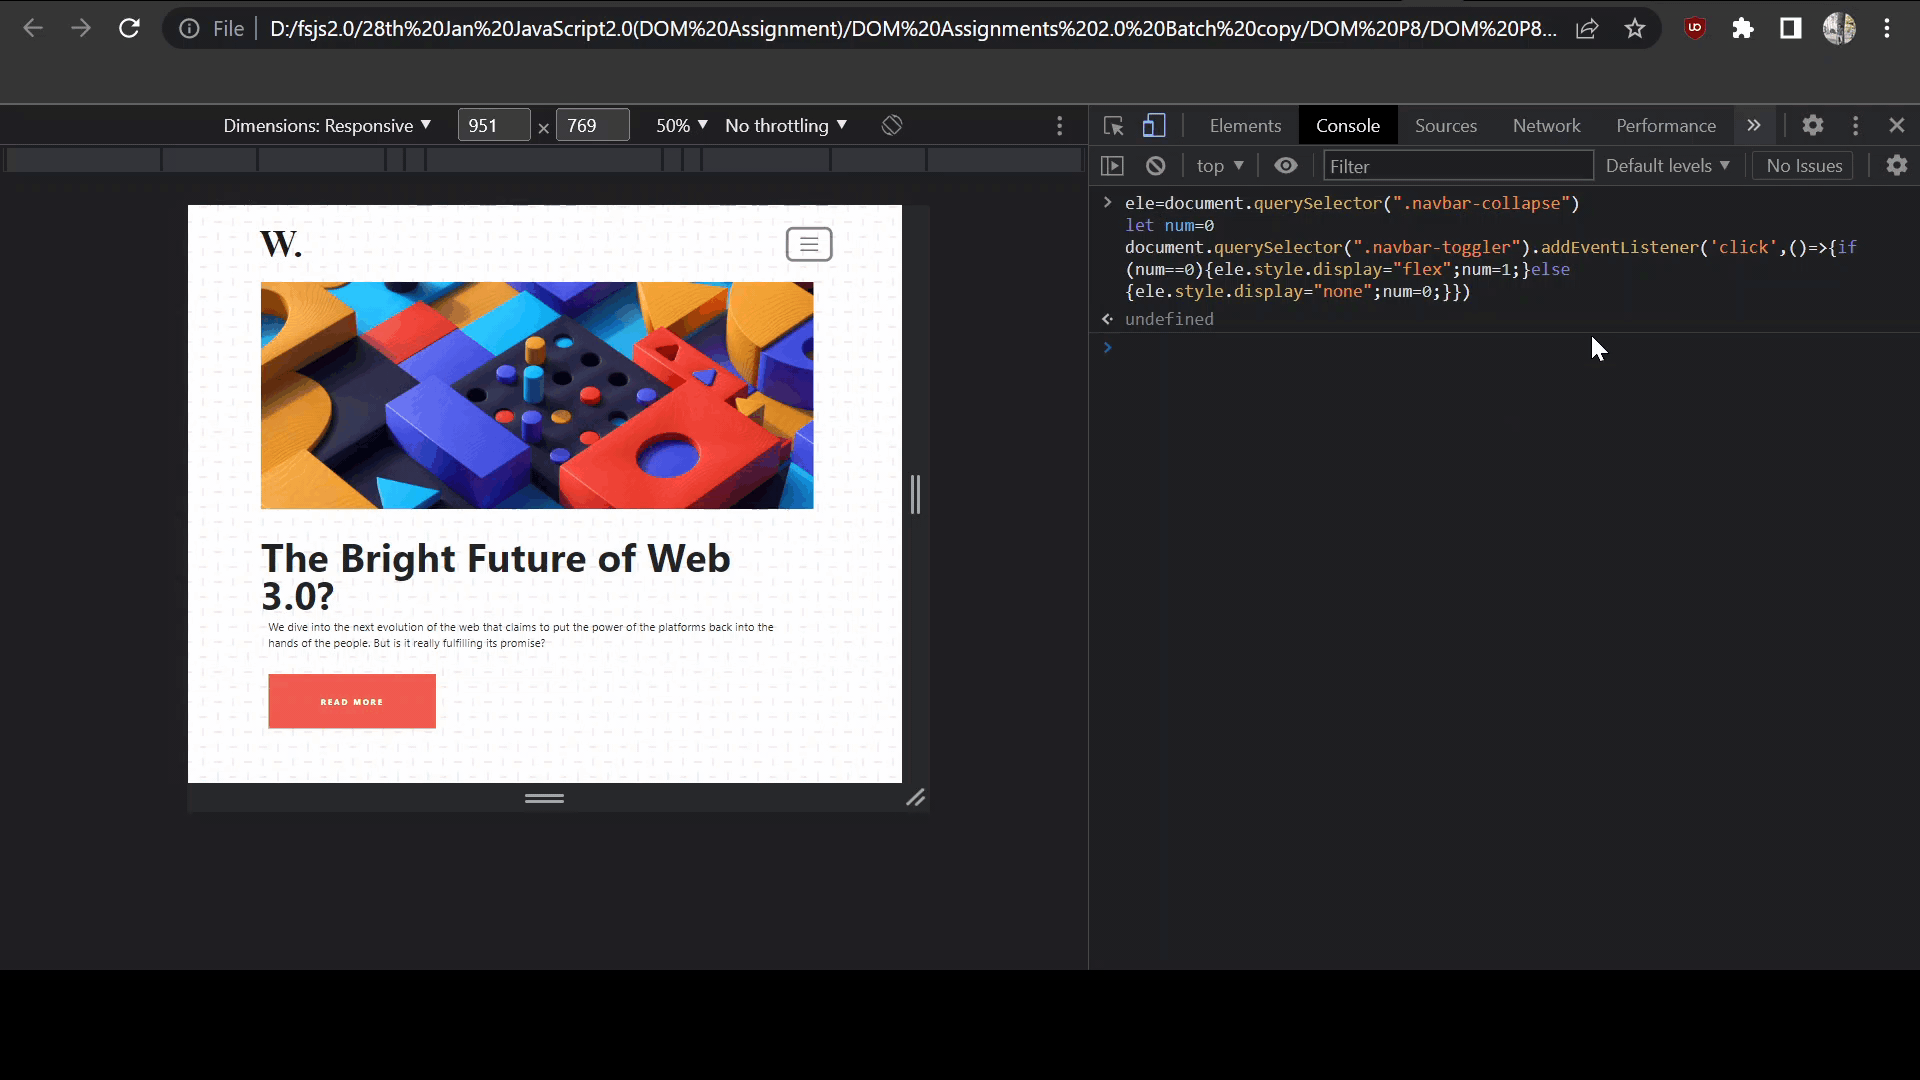 File D:/fsjs2.0/28th%20Jan%20JavaScript2.0(DOM%20Assignment)/DOM%20Assignments%202.0%20Batch%20copy/DOM%20P8/DOM%20P8...
Dimensions: Responsive 951 × 769 50% No throttling
Elements Console Sources Network Performance
top Filter Default levels No Issues
ele=document.querySelector(".navbar-collapse")
let num=0
document.querySelector(".navbar-toggler").addEventListener('click',()=>{if
(num==0){ele.style.display="flex";num=1;}else
{ele.style.display="none";num=0;}})
undefined
W.
The Bright Future of Web
3.0?
We dive into the next evolution of the web that claims to put the power of the platforms back into the
hands of the people. But is it really fulfilling its promise?
READ MORE